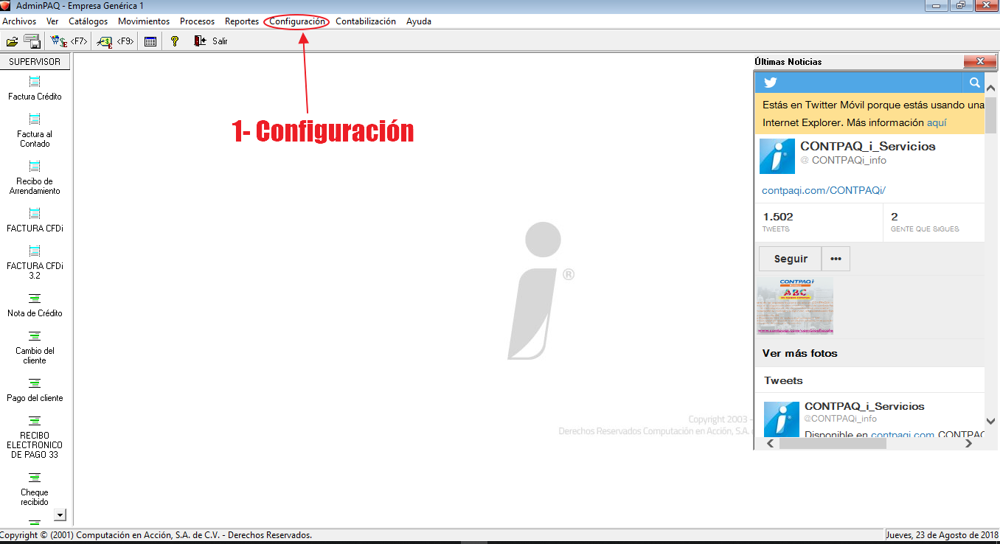 AdminPAQ - Empresa Genérica 1
Archivos Ver Catálogos Movimientos Procesos Reportes Configuración Contabilización Ayuda
<F7> <F9> ? Salir
SUPERVISOR
Factura Crédito
Factura al
Contado
Recibo de
Arrendamiento
FACTURA CFDi
FACTURA CFDi
3.2
Nota de Crédito
Cambio del
cliente
Pago del cliente
RECIBO
ELECTRONICO
DE PAGO 33
Cheque
recibido
1- Configuración
®
Copyright 2003 -
Derechos Reservados Computación en Acción, S.A.
Últimas Noticias
Estás en Twitter Móvil porque estás usando una
Internet Explorer. Más información aquí
CONTPAQ_i_Servicios
@ CONTPAQi_info
contpaqi.com/CONTPAQi/
1.502
TWEETS
2
GENTE QUE SIGUES
Seguir •••
CONTPAQ i
ABC
Ver más fotos
Tweets
CONTPAQ_i_Servicios
@CONTPAQi_info
Disponible en contpaqi.com CONTPAQ
Copyright © (2001) Computación en Acción, S.A. de C.V. - Derechos Reservados.
Jueves, 23 de Agosto de 2018